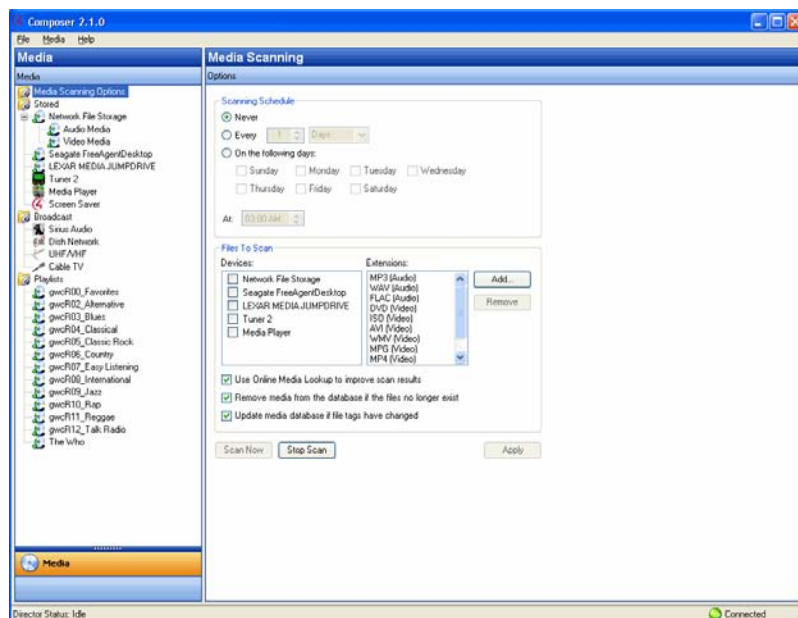 Composer 2.1.0
File Media Help
Media
Media
Media Scanning Options
Stored
Network File Storage
Audio Media
Video Media
Seagate FreeAgentDesktop
LEXAR MEDIA JUMPDRIVE
Tuner 2
Media Player
Screen Saver
Broadcast
Sirius Audio
Dish Network
UHF/VHF
Cable TV
Playlists
gwcR00_Favorites
gwcR02_Alternative
gwcR03_Blues
gwcR04_Classical
gwcR05_Classic Rock
gwcR06_Country
gwcR07_Easy Listening
gwcR08_International
gwcR09_Jazz
gwcR10_Rap
gwcR11_Reggae
gwcR12_Talk Radio
The Who
Media
Media Scanning
Options
Scanning Schedule
Never
Every 1 Days
On the following days:
Sunday Monday Tuesday Wednesday
Thursday Friday Saturday
At: 03:00 AM
Files To Scan
Devices:
Network File Storage
Seagate FreeAgentDesktop
LEXAR MEDIA JUMPDRIVE
Tuner 2
Media Player
Extensions:
MP3 (Audio)
WAV (Audio)
FLAC (Audio)
DVD (Video)
ISO (Video)
AVI (Video)
WMV (Video)
MPG (Video)
MP4 (Video)
Add...
Remove
Use Online Media Lookup to improve scan results
Remove media from the database if the files no longer exist
Update media database if file tags have changed
Scan Now Stop Scan Apply
Director Status: Idle
Connected